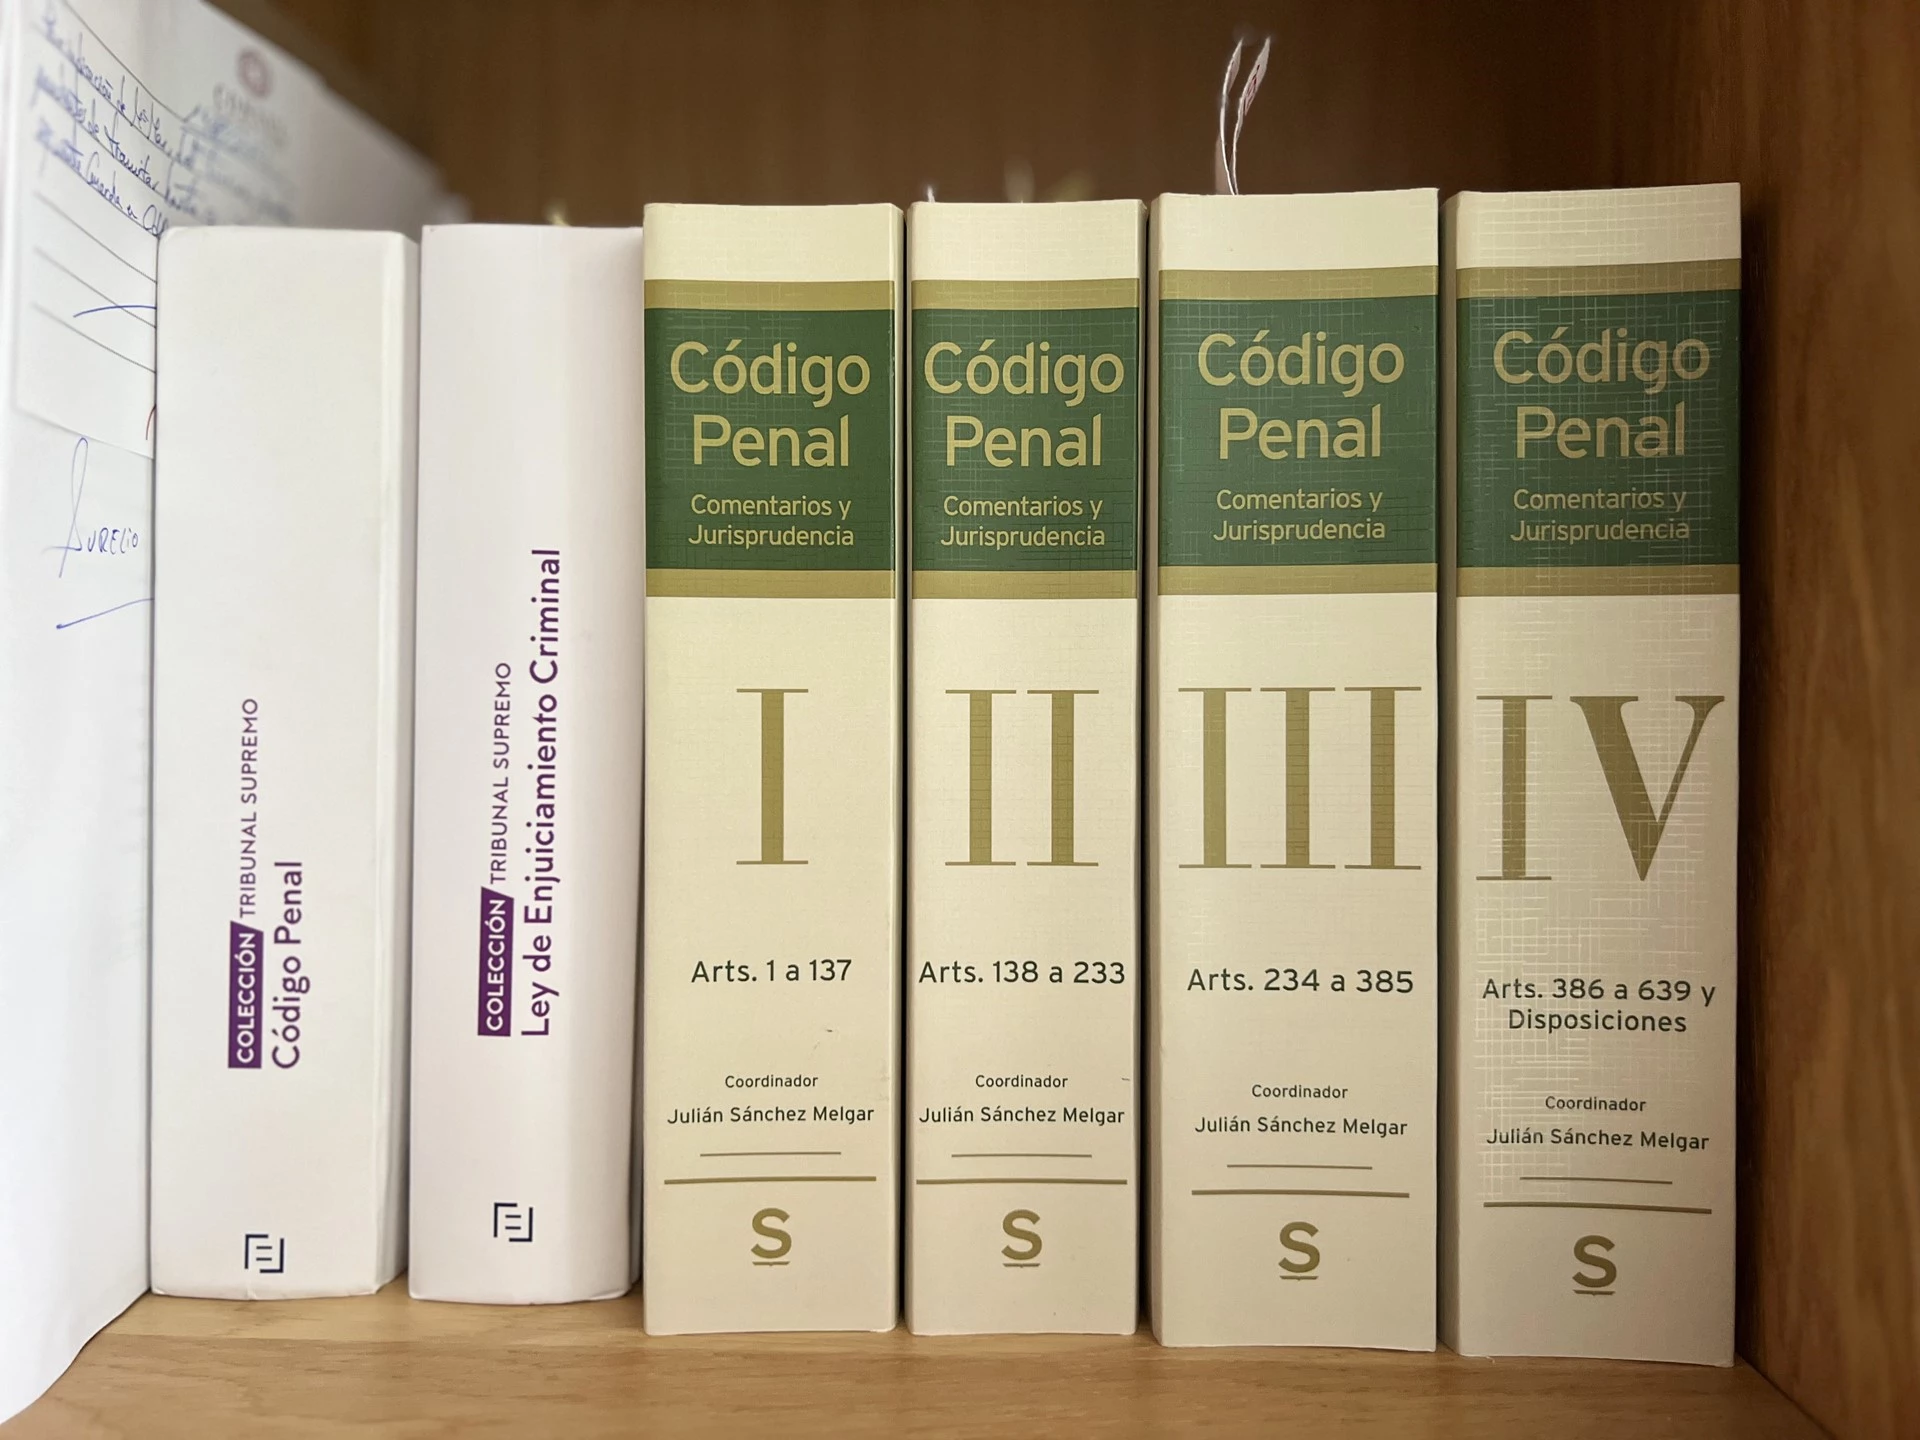 AURELIO
COLECCIÓN TRIBUNAL SUPREMO
Código Penal
COLECCIÓN TRIBUNAL SUPREMO
Ley de Enjuiciamiento Criminal
Código
Penal
Comentarios y
Jurisprudencia
I
Arts. 1 a 137
Coordinador
Julián Sánchez Melgar
S
Código
Penal
Comentarios y
Jurisprudencia
II
Arts. 138 a 233
Coordinador
Julián Sánchez Melgar
S
Código
Penal
Comentarios y
Jurisprudencia
III
Arts. 234 a 385
Coordinador
Julián Sánchez Melgar
S
Código
Penal
Comentarios y
Jurisprudencia
IV
Arts. 386 a 639 y
Disposiciones
Coordinador
Julián Sánchez Melgar
S